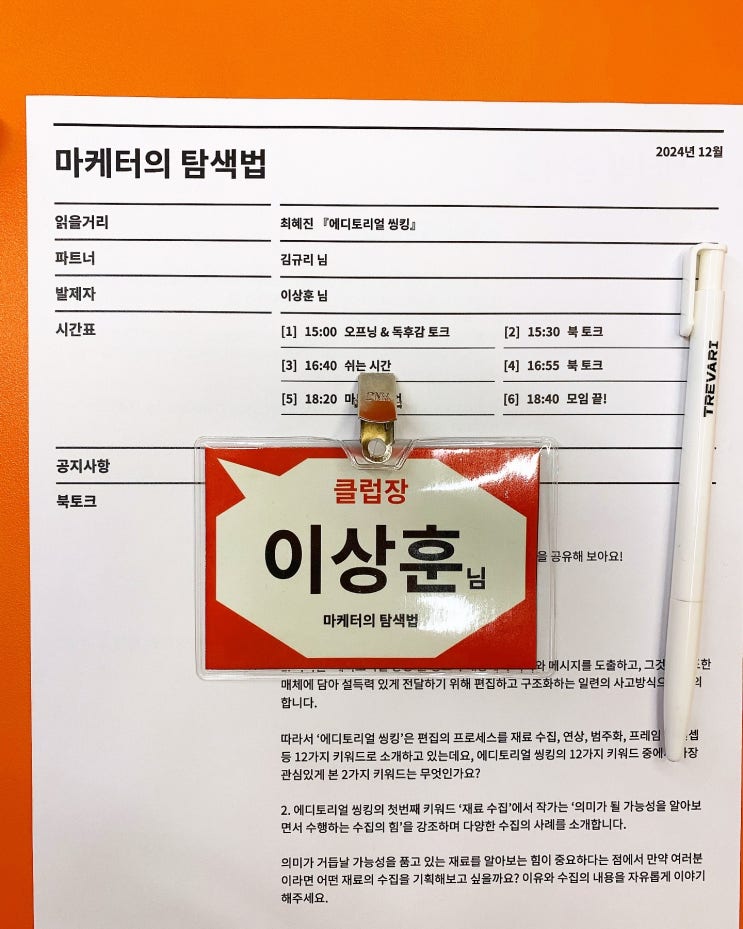 마케터의 탐색법
2024년 12월
읽을거리 최혜진 『에디토리얼 씽킹』
파트너 김규리 님
발제자 이상훈 님
시간표 [1] 15:00 오프닝 & 독후감 토크 [2] 15:30 북 토크
[3] 16:40 쉬는 시간 [4] 16:55 북 토크
[5] 18:20 [6] 18:40 모임 끝!
공지사항
북토크
클럽장
이상훈님
마케터의 탐색법
을 공유해 보아요!
메시지를 도출하고,
매체에 담아 설득력 있게 전달하기 위해 편집하고 구조화하는 일련의
합니다.
따라서 ‘에디토리얼 씽킹’은 편집의 프로세스를 재료 수집, 연상, 범주화, 프레임
등 12가지 키워드로 소개하고 있는데요, 에디토리얼 씽킹의 12가지 키워드
관심있게 본 2가지 키워드는 무엇인가요?
2. 에디토리얼 씽킹의 첫번째 키워드 ‘재료 수집’에서 작가는 ‘의미가 될 가능성을 알아보
면서 수행하는 수집의 힘’을 강조하며 다양한 수집의 사례를 소개합니다.
의미가 거듭날 가능성을 품고 있는 재료를 알아보는 힘이 중요하다는 점에서 만약 여러분
이라면 어떤 재료의 수집을 기획해보고 싶을까요? 이유와 수집의 내용을 자유롭게 이야기
해주세요.
TREVARI